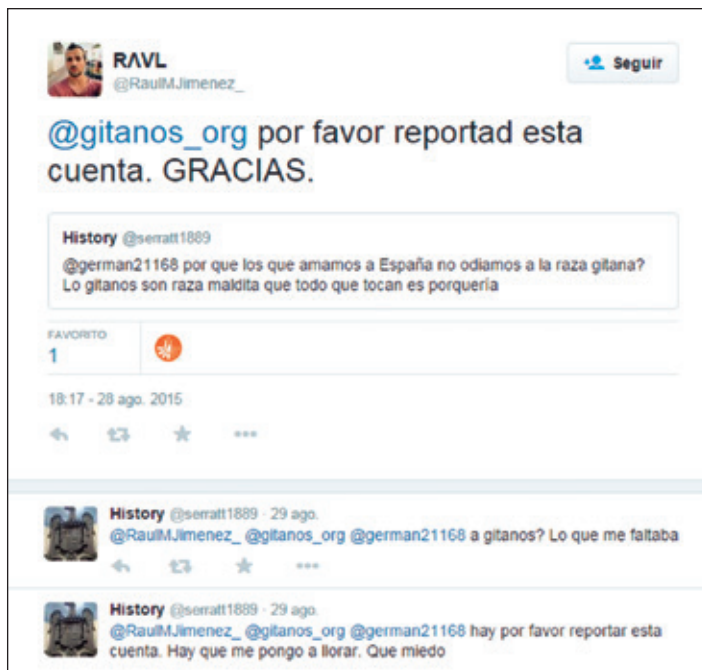 RΛVL
Seguir
@RaulMJimenez_
@gitanos_org por favor reportad esta
cuenta. GRACIAS.
History @serratt1889
@german21168 por que los que amamos a España no odiamos a la raza gitana?
Lo gitanos son raza maldita que todo que tocan es porquería
FAVORITO
1
18:17 - 28 ago. 2015
History @serratt1889 · 29 ago.
@RaulMJimenez_ @gitanos_org @german21168 a gitanos? Lo que me faltaba
History @serratt1889 · 29 ago.
@RaulMJimenez_ @gitanos_org @german21168 hay por favor reportar esta
cuenta. Hay que me pongo a llorar. Que miedo